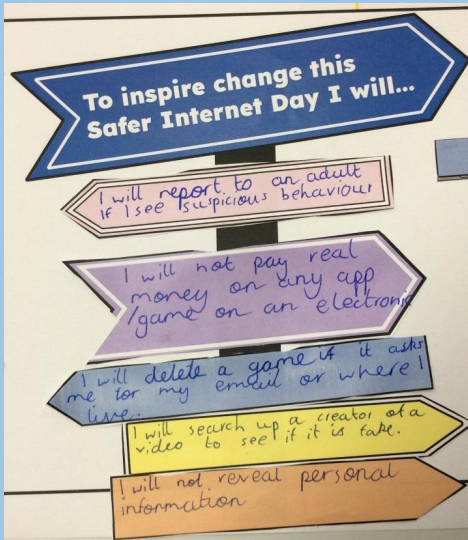 To inspire change this
Safer Internet Day I will...
I will report to an adult
if I see suspicious behaviour
I will not pay real
money on any app
/game on an electronic
I will delete a game if it asks
me for my email or where I
live.
I will search up a creator of a
video to see if it is fake.
I will not reveal personal
information